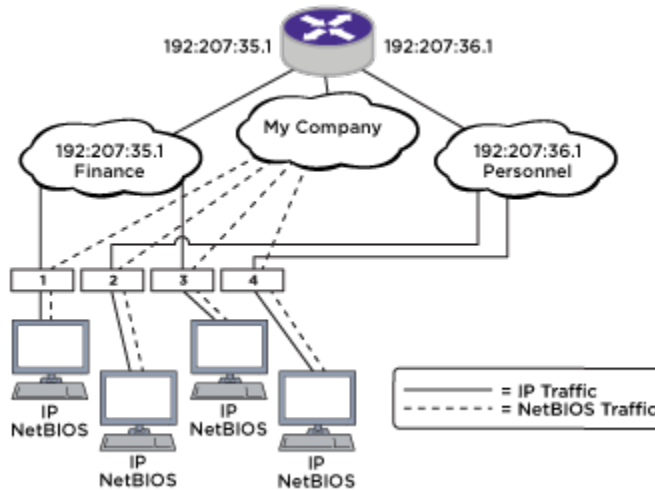 192:207:35.1
192:207:36.1
My Company
192:207:35.1
Finance
192:207:36.1
Personnel
1
2
3
4
IP
NetBIOS
IP
NetBIOS
IP
NetBIOS
IP
NetBIOS
= IP Traffic
= NetBIOS Traffic